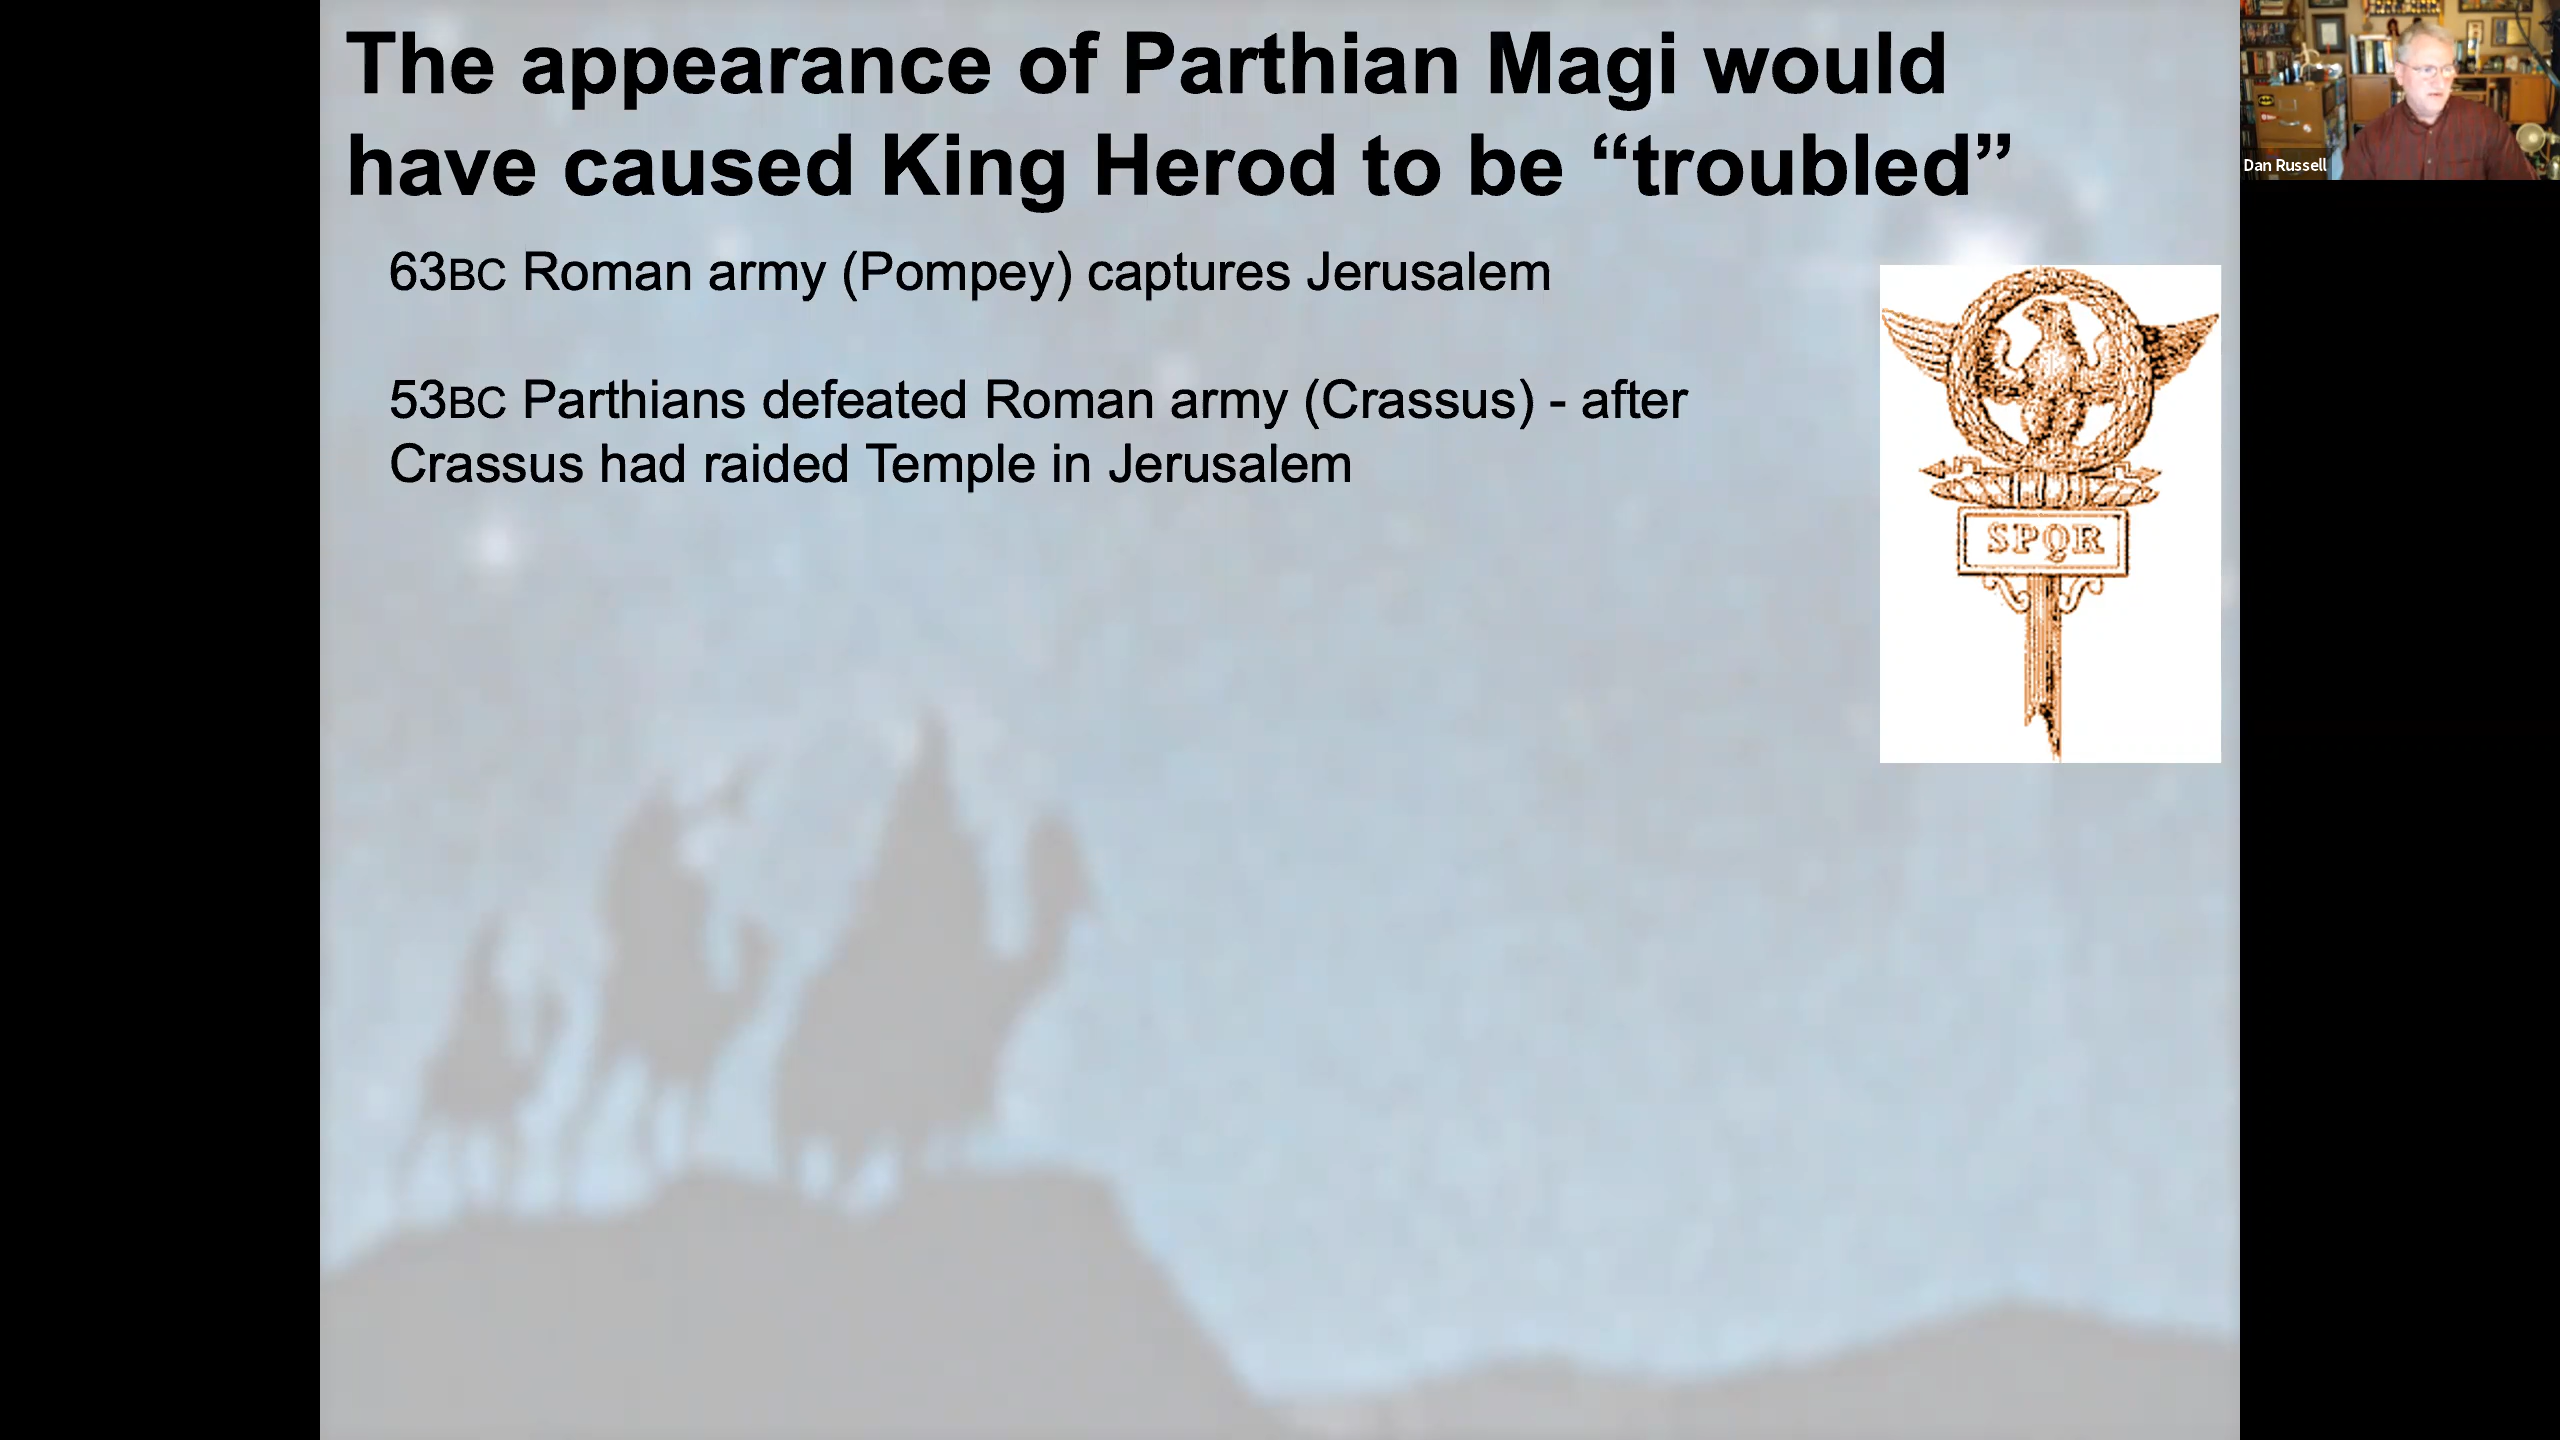 The appearance of Parthian Magi would
have caused King Herod to be “troubled”
63BC Roman army (Pompey) captures Jerusalem
53BC Parthians defeated Roman army (Crassus) - after
Crassus had raided Temple in Jerusalem
SPQR
Dan Russell